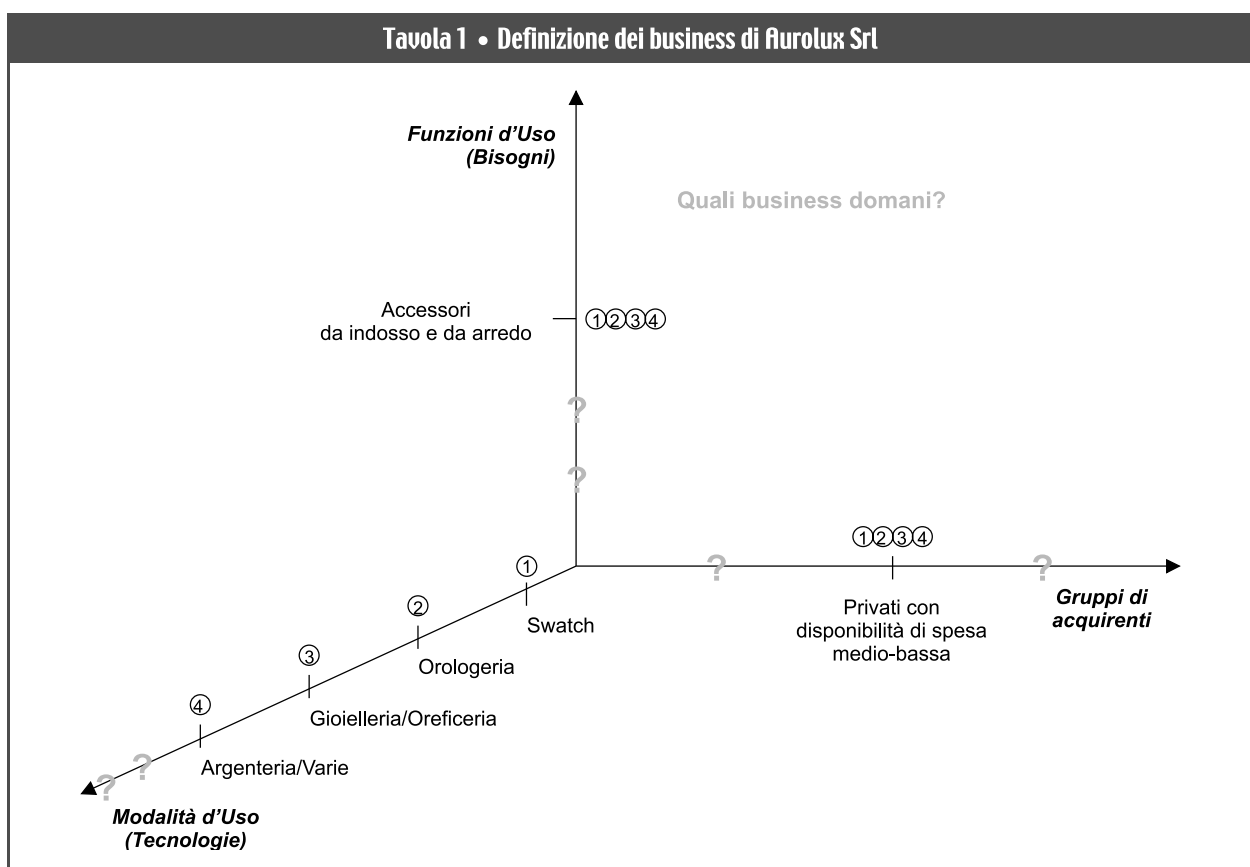 Tavola 1 • Definizione dei business di Aurolux Srl
Funzioni d'Uso
(Bisogni)
Quali business domani?
Accessori
da indosso e da arredo
①②③④
?
?
①②③④
?
?
Gruppi di
acquirenti
Privati con
disponibilità di spesa
medio-bassa
①
Swatch
②
Orologeria
③
Gioielleria/Oreficeria
④
Argenteria/Varie
?
?
Modalità d'Uso
(Tecnologie)